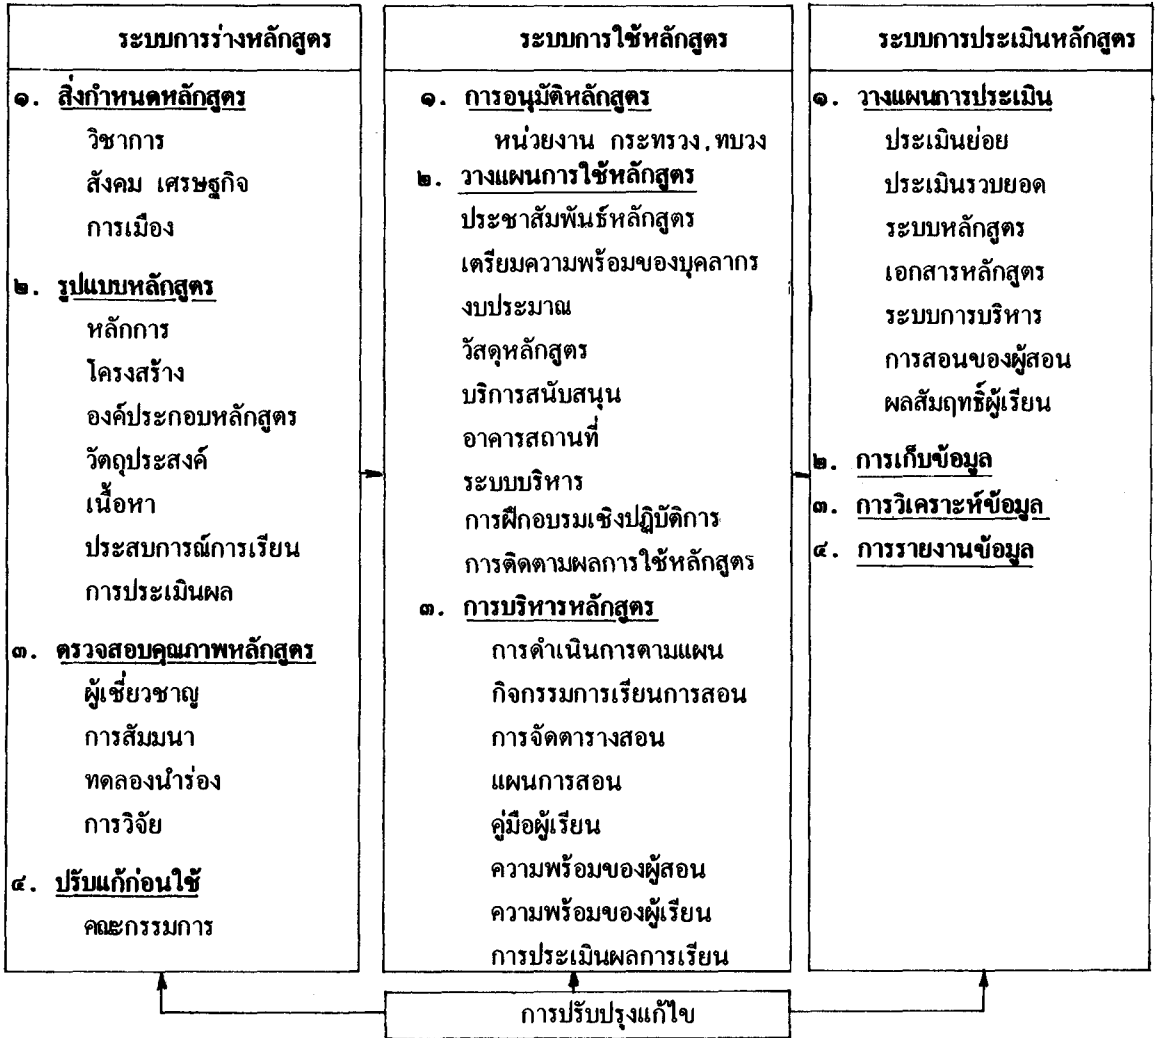 ระบบการร่างหลักสูตร
๑. สิ่งกำหนดหลักสูตร
วิชาการ
สังคม เศรษฐกิจ
การเมือง
๒. รูปแบบหลักสูตร
หลักการ
โครงสร้าง
องค์ประกอบหลักสูตร
วัตถุประสงค์
เนื้อหา
ประสบการณ์การเรียน
การประเมินผล
๓. ตรวจสอบคุณภาพหลักสูตร
ผู้เชี่ยวชาญ
การสัมมนา
ทดลองนำร่อง
การวิจัย
๔. ปรับแก้ก่อนใช้
คณะกรรมการ
ระบบการใช้หลักสูตร
๑. การอนุมัติหลักสูตร
หน่วยงาน กระทรวง,ทบวง
๒. วางแผนการใช้หลักสูตร
ประชาสัมพันธ์หลักสูตร
เตรียมความพร้อมของบุคลากร
งบประมาณ
วัสดุหลักสูตร
บริการสนับสนุน
อาคารสถานที่
ระบบบริหาร
การฝึกอบรมเชิงปฏิบัติการ
การติดตามผลการใช้หลักสูตร
๓. การบริหารหลักสูตร
การดำเนินการตามแผน
กิจกรรมการเรียนการสอน
การจัดตารางสอน
แผนการสอน
คู่มือผู้เรียน
ความพร้อมของผู้สอน
ความพร้อมของผู้เรียน
การประเมินผลการเรียน
ระบบการประเมินหลักสูตร
๑. วางแผนการประเมิน
ประเมินย่อย
ประเมินรวบยอด
ระบบหลักสูตร
เอกสารหลักสูตร
ระบบการบริหาร
การสอนของผู้สอน
ผลสัมฤทธิ์ผู้เรียน
๒. การเก็บข้อมูล
๓. การวิเคราะห์ข้อมูล
๔. การรายงานข้อมูล
การปรับปรุงแก้ไข